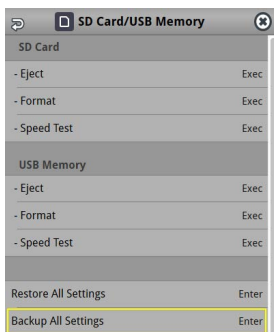 SD Card/USB Memory
SD Card
- Eject Exec
- Format Exec
- Speed Test Exec
USB Memory
- Eject Exec
- Format Exec
- Speed Test Exec
Restore All Settings Enter
Backup All Settings Enter